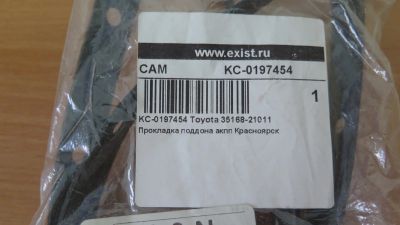 www.exist.ru
CAM KC-0197454
1
KC-0197454 Toyota 35168-21011
Прокладка поддона акпп Красноярск